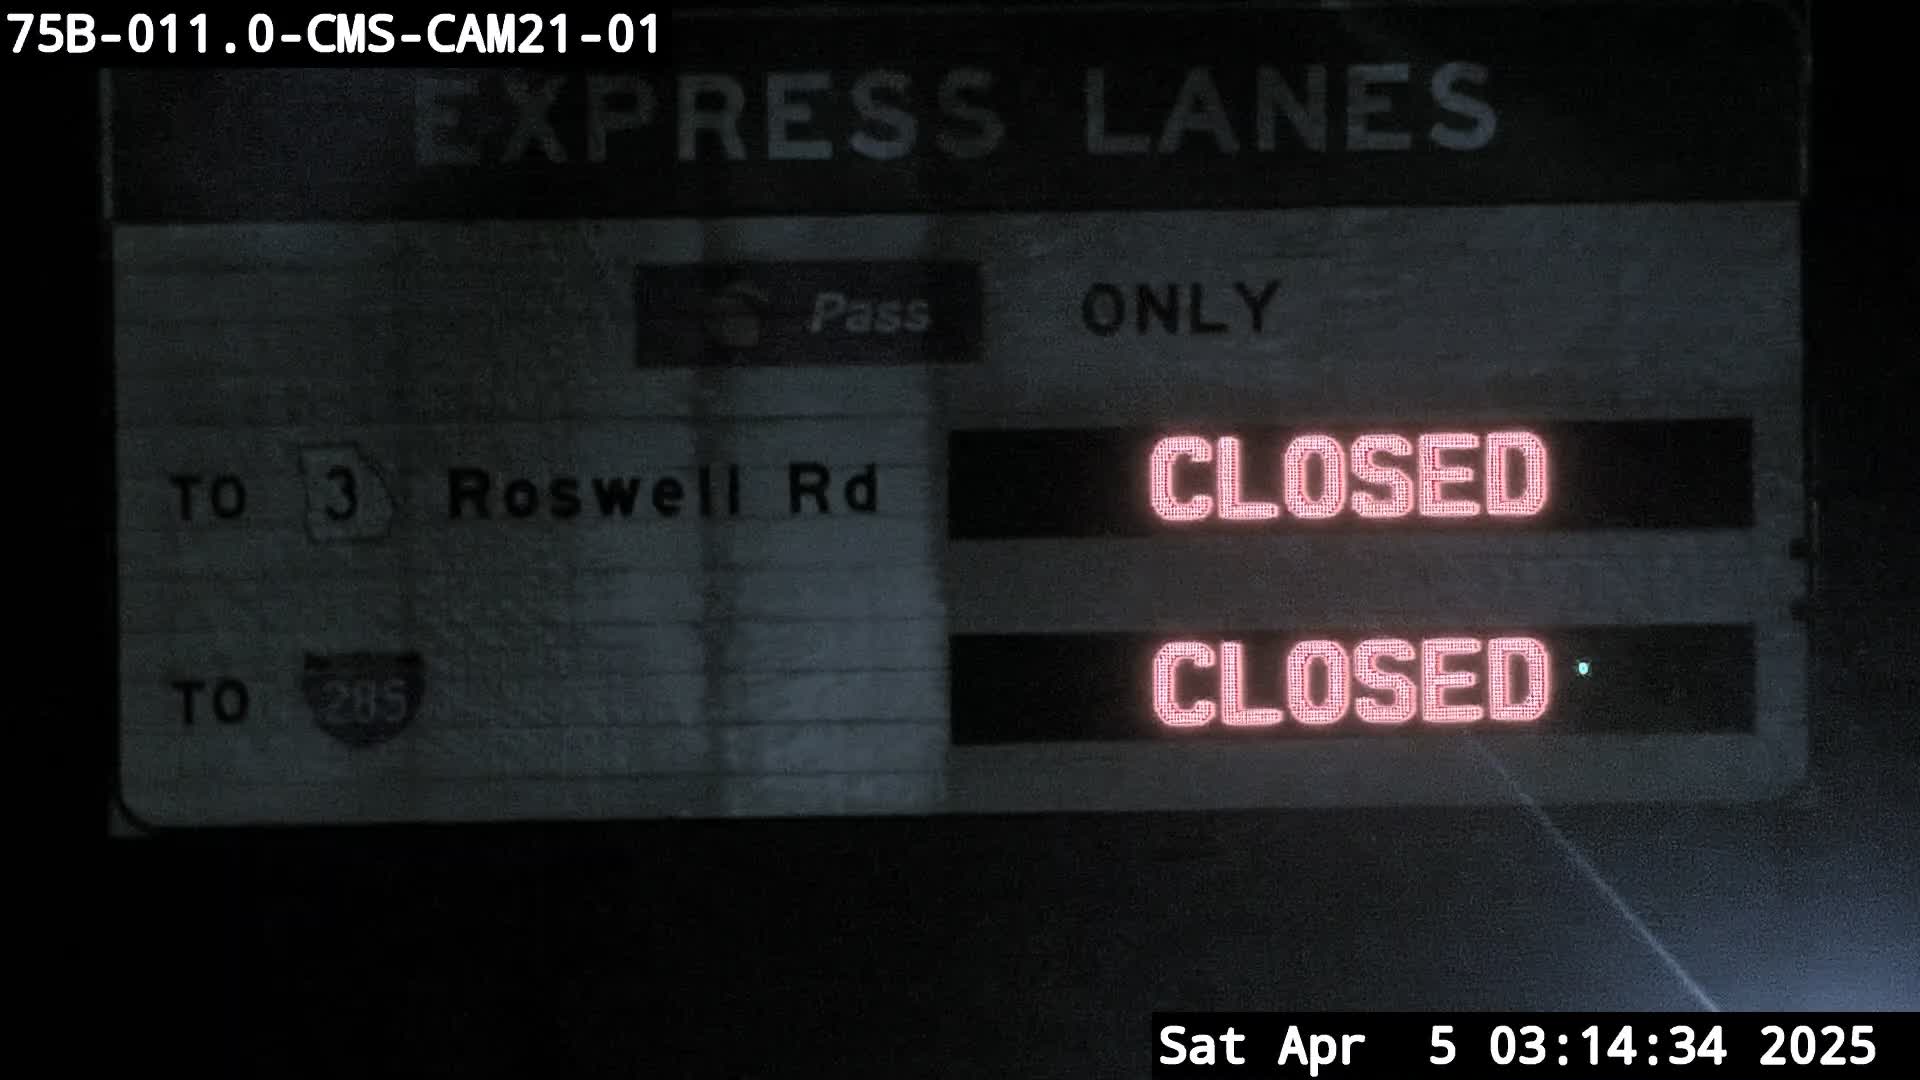 75B-011.0-CMS-CAM21-01
EXPRESS LANES
Pass ONLY
TO 3 Roswell Rd CLOSED
TO 285 CLOSED
Sat Apr 5 03:14:34 2025